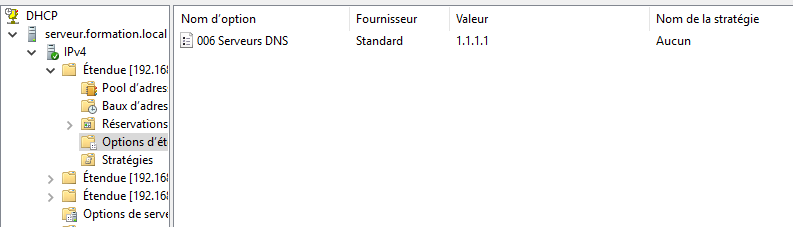 DHCP
serveur.formation.local
IPv4
Étendue [192.168
Pool d'adres
Baux d'adres
Réservations
Options d'ét
Stratégies
Étendue [192.168
Étendue [192.168
Options de serve
Nom d'option Fournisseur Valeur Nom de la stratégie
006 Serveurs DNS Standard 1.1.1.1 Aucun